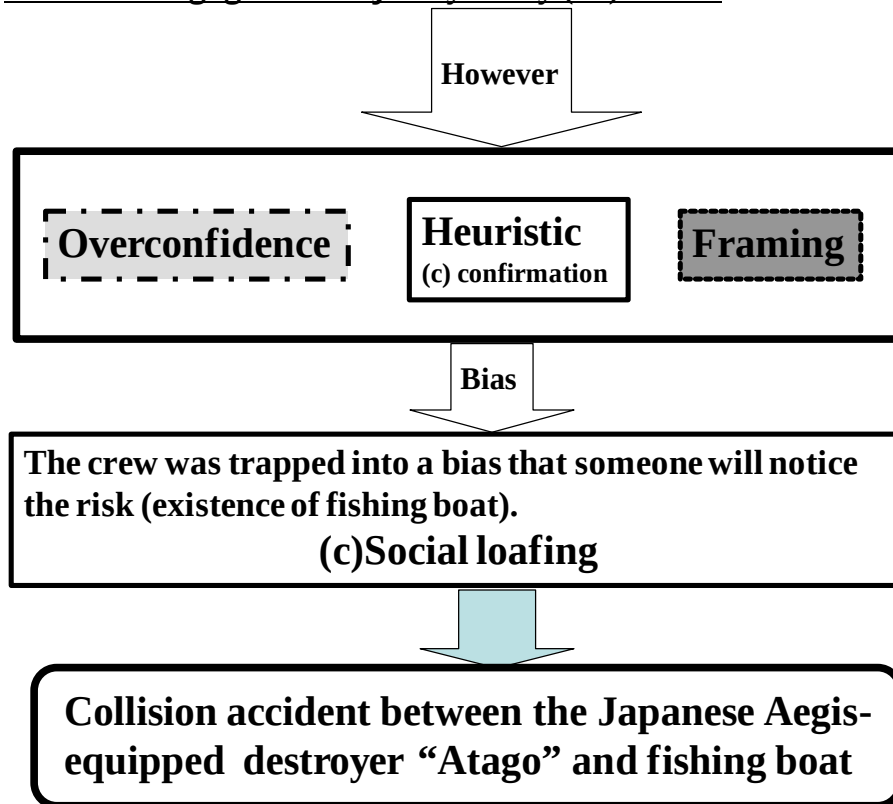 However
Overconfidence
Heuristic
(c) confirmation
Framing
Bias
The crew was trapped into a bias that someone will notice
the risk (existence of fishing boat).
(c)Social loafing
Collision accident between the Japanese Aegis-
equipped destroyer “Atago” and fishing boat